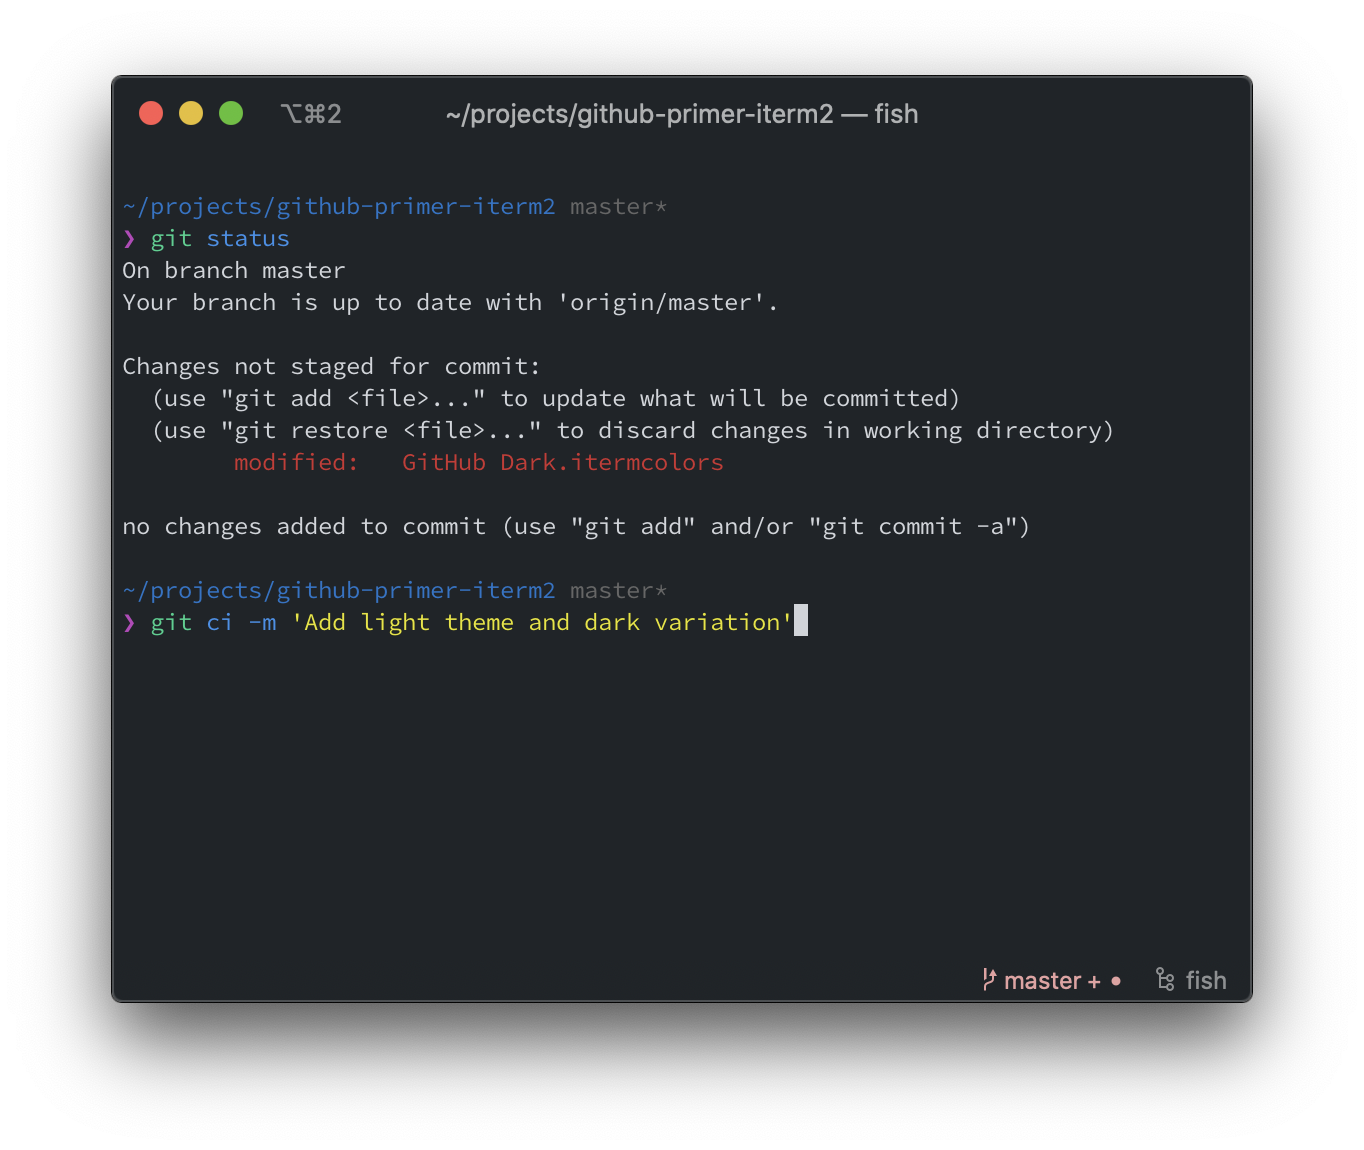 ⌥⌘2 ~/projects/github-primer-iterm2 — fish
~/projects/github-primer-iterm2 master*
❯ git status
On branch master
Your branch is up to date with 'origin/master'.
Changes not staged for commit:
(use "git add <file>..." to update what will be committed)
(use "git restore <file>..." to discard changes in working directory)
modified:   GitHub Dark.itermcolors
no changes added to commit (use "git add" and/or "git commit -a")
~/projects/github-primer-iterm2 master*
❯ git ci -m 'Add light theme and dark variation'
master + • fish